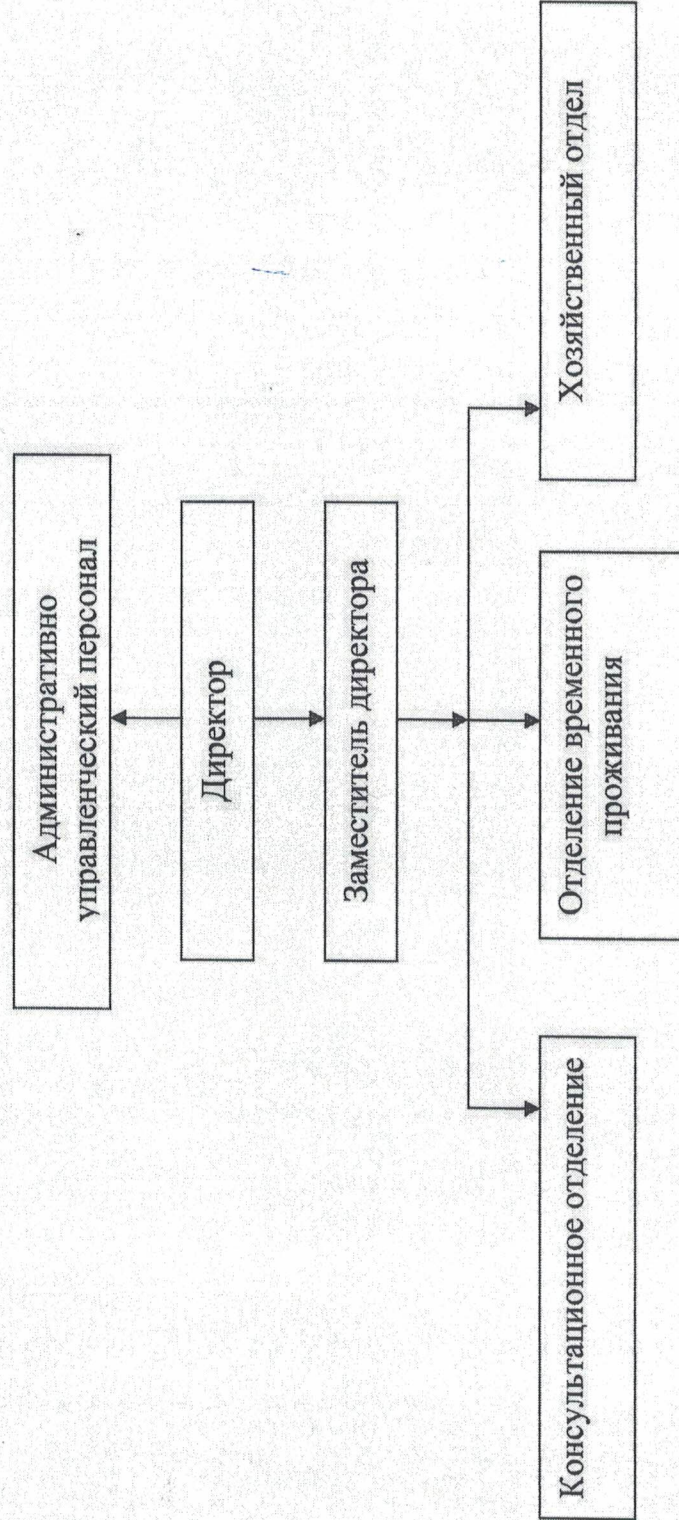 Административно
управленческий персонал
Директор
Заместитель директора
Консультационное отделение
Отделение временного
проживания
Хозяйственный отдел